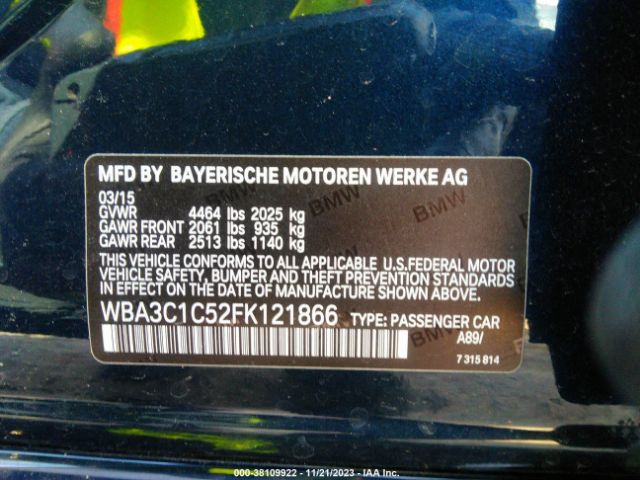 MFD BY BAYERISCHE MOTOREN WERKE AG
03/15
GVWR 4464 lbs 2025 kg
GAWR FRONT 2061 lbs 935 kg
GAWR REAR 2513 lbs 1140 kg
THIS VEHICLE CONFORMS TO ALL APPLICABLE U.S.FEDERAL MOTOR
VEHICLE SAFETY, BUMPER AND THEFT PREVENTION STANDARDS
IN EFFECT ON THE DATE OF MANUFACTURE SHOWN ABOVE.
WBA3C1C52FK121866 TYPE: PASSENGER CAR
A89/
7 315 814
BMW
BMW
BMW
000-38109922 - 11/21/2023 - IAA Inc.